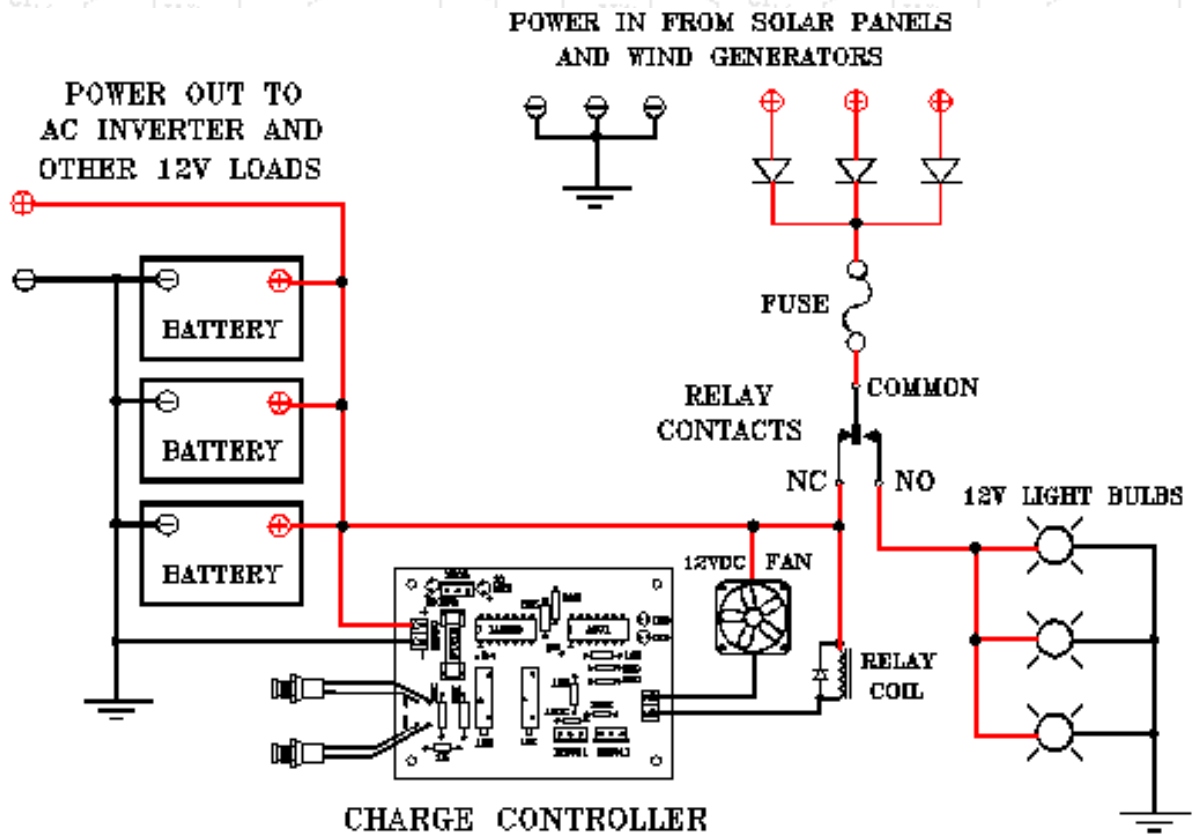 POWER IN FROM SOLAR PANELS
AND WIND GENERATORS
POWER OUT TO
AC INVERTER AND
OTHER 12V LOADS
BATTERY
FUSE
COMMON
RELAY
CONTACTS
BATTERY
NC
NO
12V LIGHT BULBS
12VDC FAN
BATTERY
RELAY
COIL
CHARGE CONTROLLER